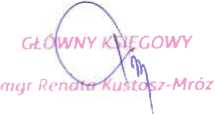 GŁÓWNY KSIĘGOWY
mgr Renata Kustosz-Mróz